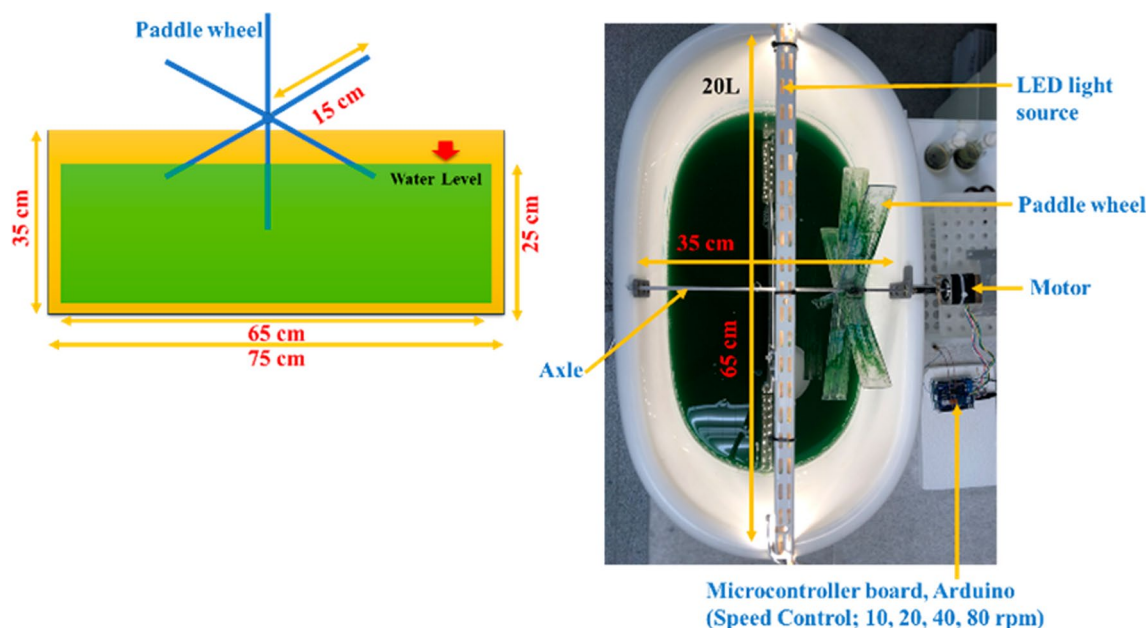 Paddle wheel
15 cm
Water Level
35 cm
25 cm
65 cm
75 cm
20L
LED light
source
Paddle wheel
35 cm
Motor
65 cm
Axle
Microcontroller board, Arduino
(Speed Control; 10, 20, 40, 80 rpm)